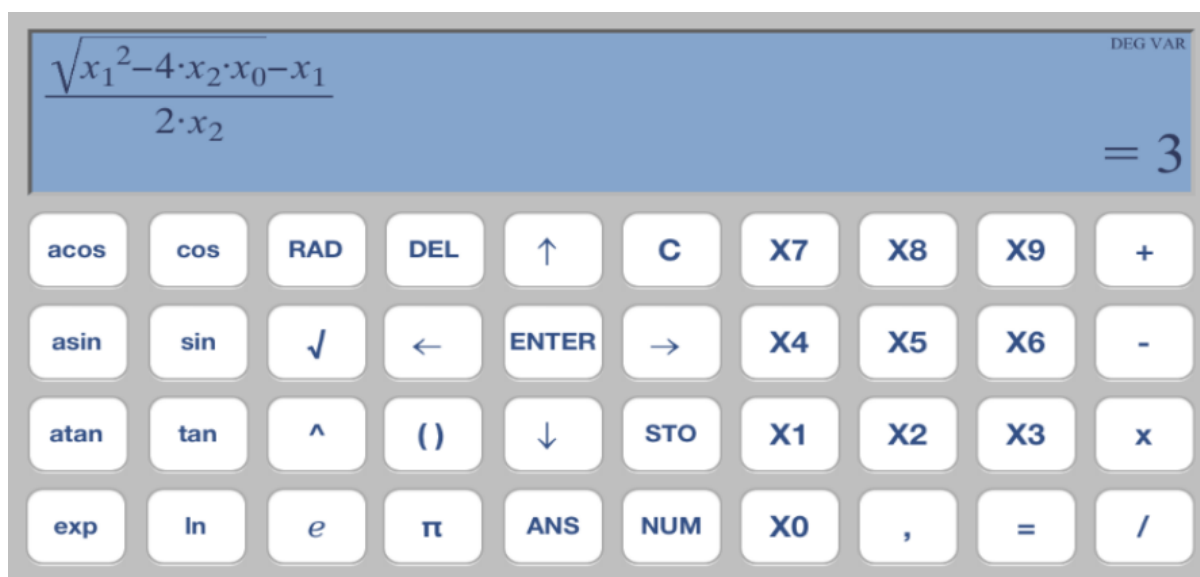 DEG VAR
√x₁²−4·x₂·x₀−x₁
2·x₂
= 3
acos cos RAD DEL ↑ C X7 X8 X9 +
asin sin √ ← ENTER → X4 X5 X6 -
atan tan ^ ( ) ↓ STO X1 X2 X3 x
exp ln e π ANS NUM X0 , = /